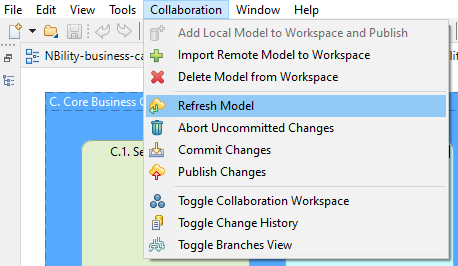 File Edit Tools Collaboration Window Help
Add Local Model to Workspace and Publish
NBility-business-ca
Import Remote Model to Workspace
Delete Model from Workspace
C. Core Business C
Refresh Model
Abort Uncommitted Changes
C.1. Se
Commit Changes
Publish Changes
Toggle Collaboration Workspace
Toggle Change History
Toggle Branches View